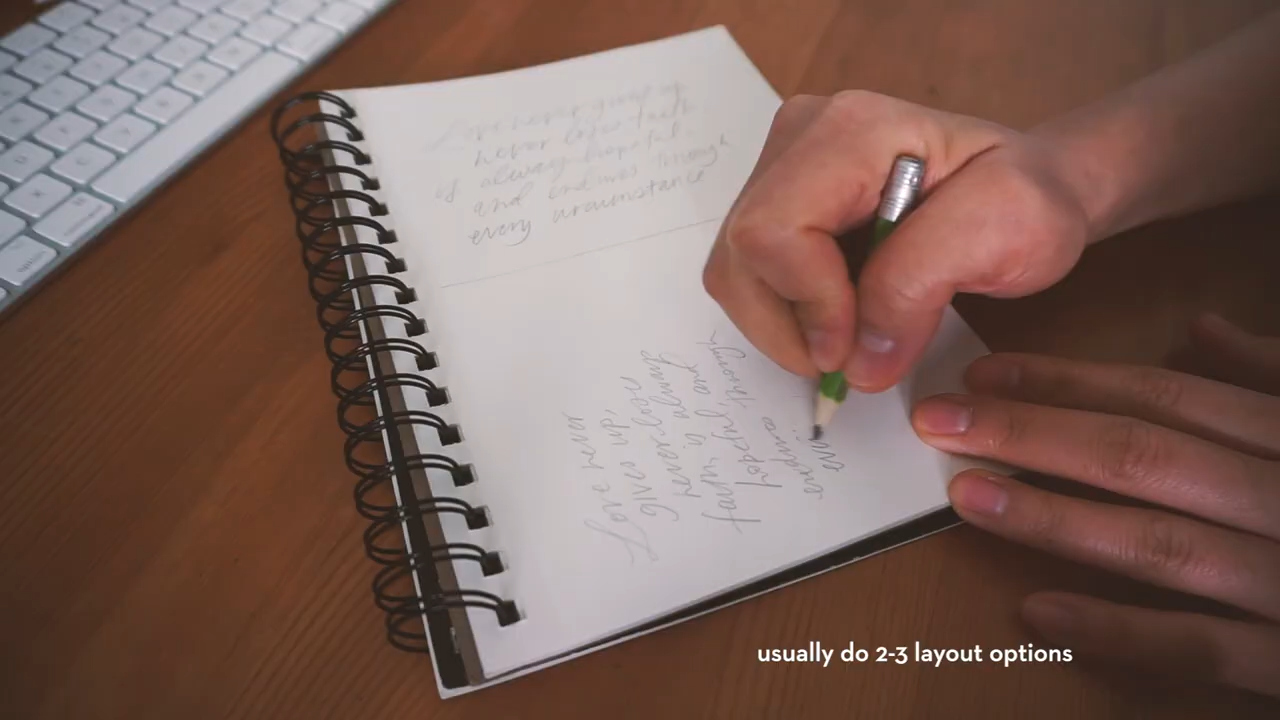 Love never gives up,
never loses faith
is always hopeful.
and endures through
every circumstance
Love never
gives up,
never loses
faith, is always
hopeful, and
endures through
usually do 2-3 layout options